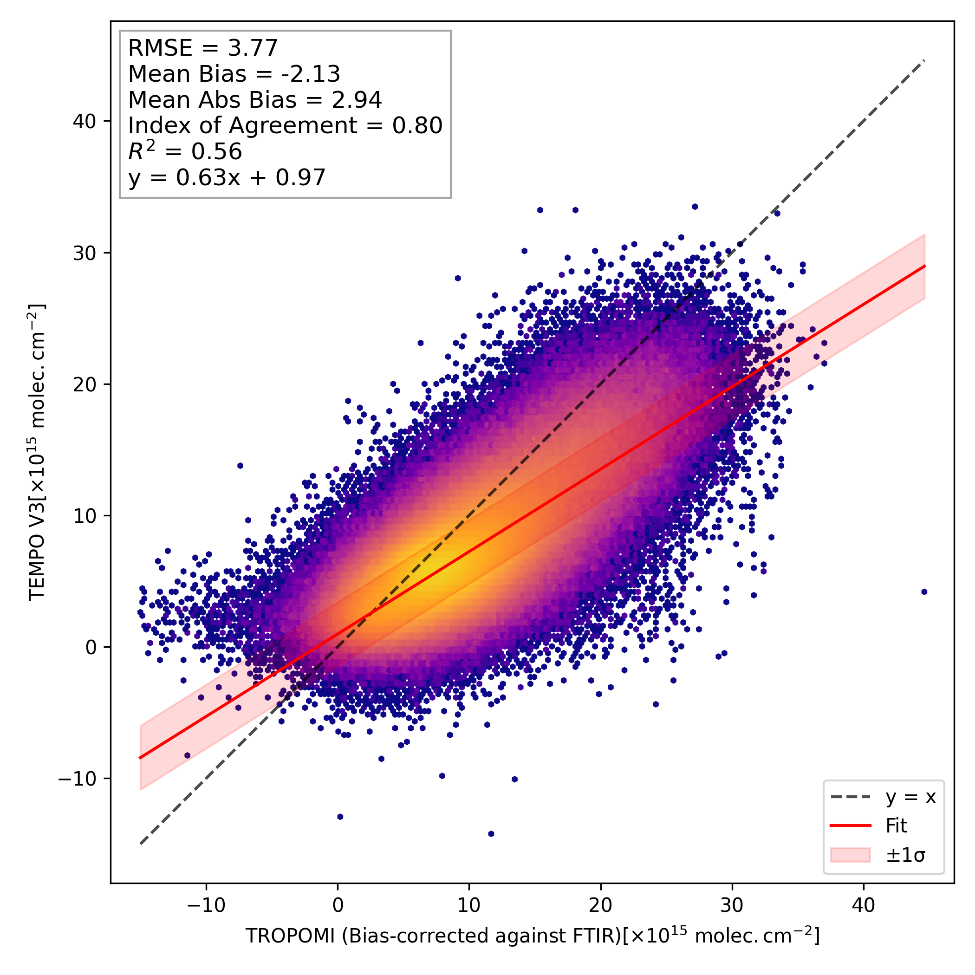 RMSE = 3.77
Mean Bias = -2.13
Mean Abs Bias = 2.94
Index of Agreement = 0.80
R² = 0.56
y = 0.63x + 0.97
40
30
20
10
0
−10
TEMPO V3[×10¹⁵ molec. cm⁻²]
y = x
Fit
±1σ
−10 0 10 20 30 40
TROPOMI (Bias-corrected against FTIR)[×10¹⁵ molec. cm⁻²]